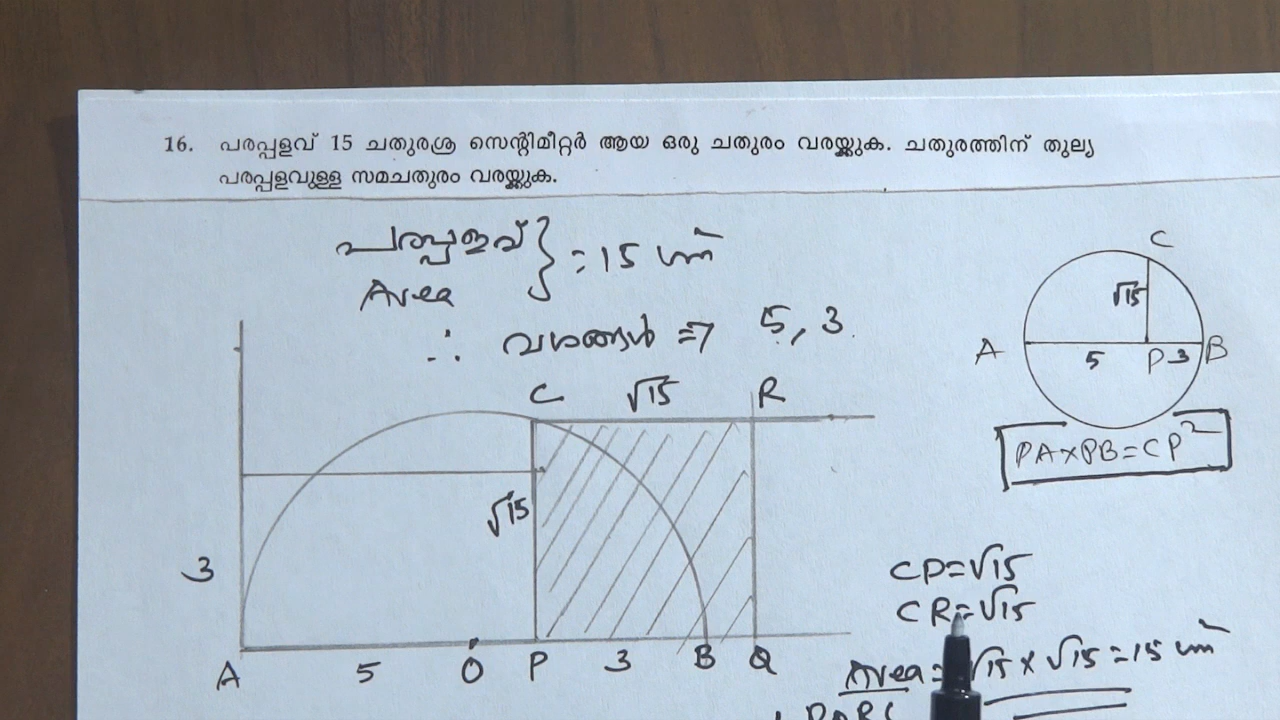 16. പരപ്പളവ് 15 ചതുരശ്ര സെന്റിമീറ്റർ ആയ ഒരു ചതുരം വരയ്ക്കുക. ചതുരത്തിന് തുല്യ
പരപ്പളവുള്ള സമചതുരം വരയ്ക്കുക.
പരപ്പളവ്
Area } = 15 cm²
∴ വശങ്ങൾ ⇒ 5, 3
C √15 R
√15
3
A 5 O P 3 B Q
C
√15
A 5 P 3 B
PA×PB=CP²
CP=√15
CR=√15
Area = √15 × √15 = 15 cm²